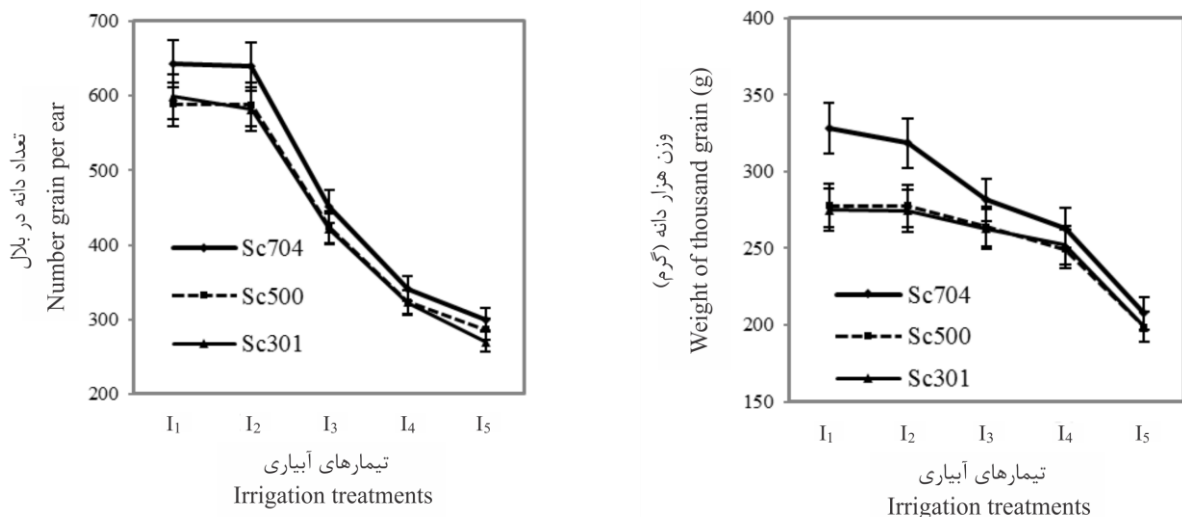 700
600
500
400
300
200
تعداد دانه در بلال
Number grain per ear
Sc704
Sc500
Sc301
I₁ I₂ I₃ I₄ I₅
تیمارهای آبیاری
Irrigation treatments
400
350
300
250
200
150
وزن هزار دانه (گرم)
Weight of thousand grain (g)
Sc704
Sc500
Sc301
I₁ I₂ I₃ I₄ I₅
تیمارهای آبیاری
Irrigation treatments